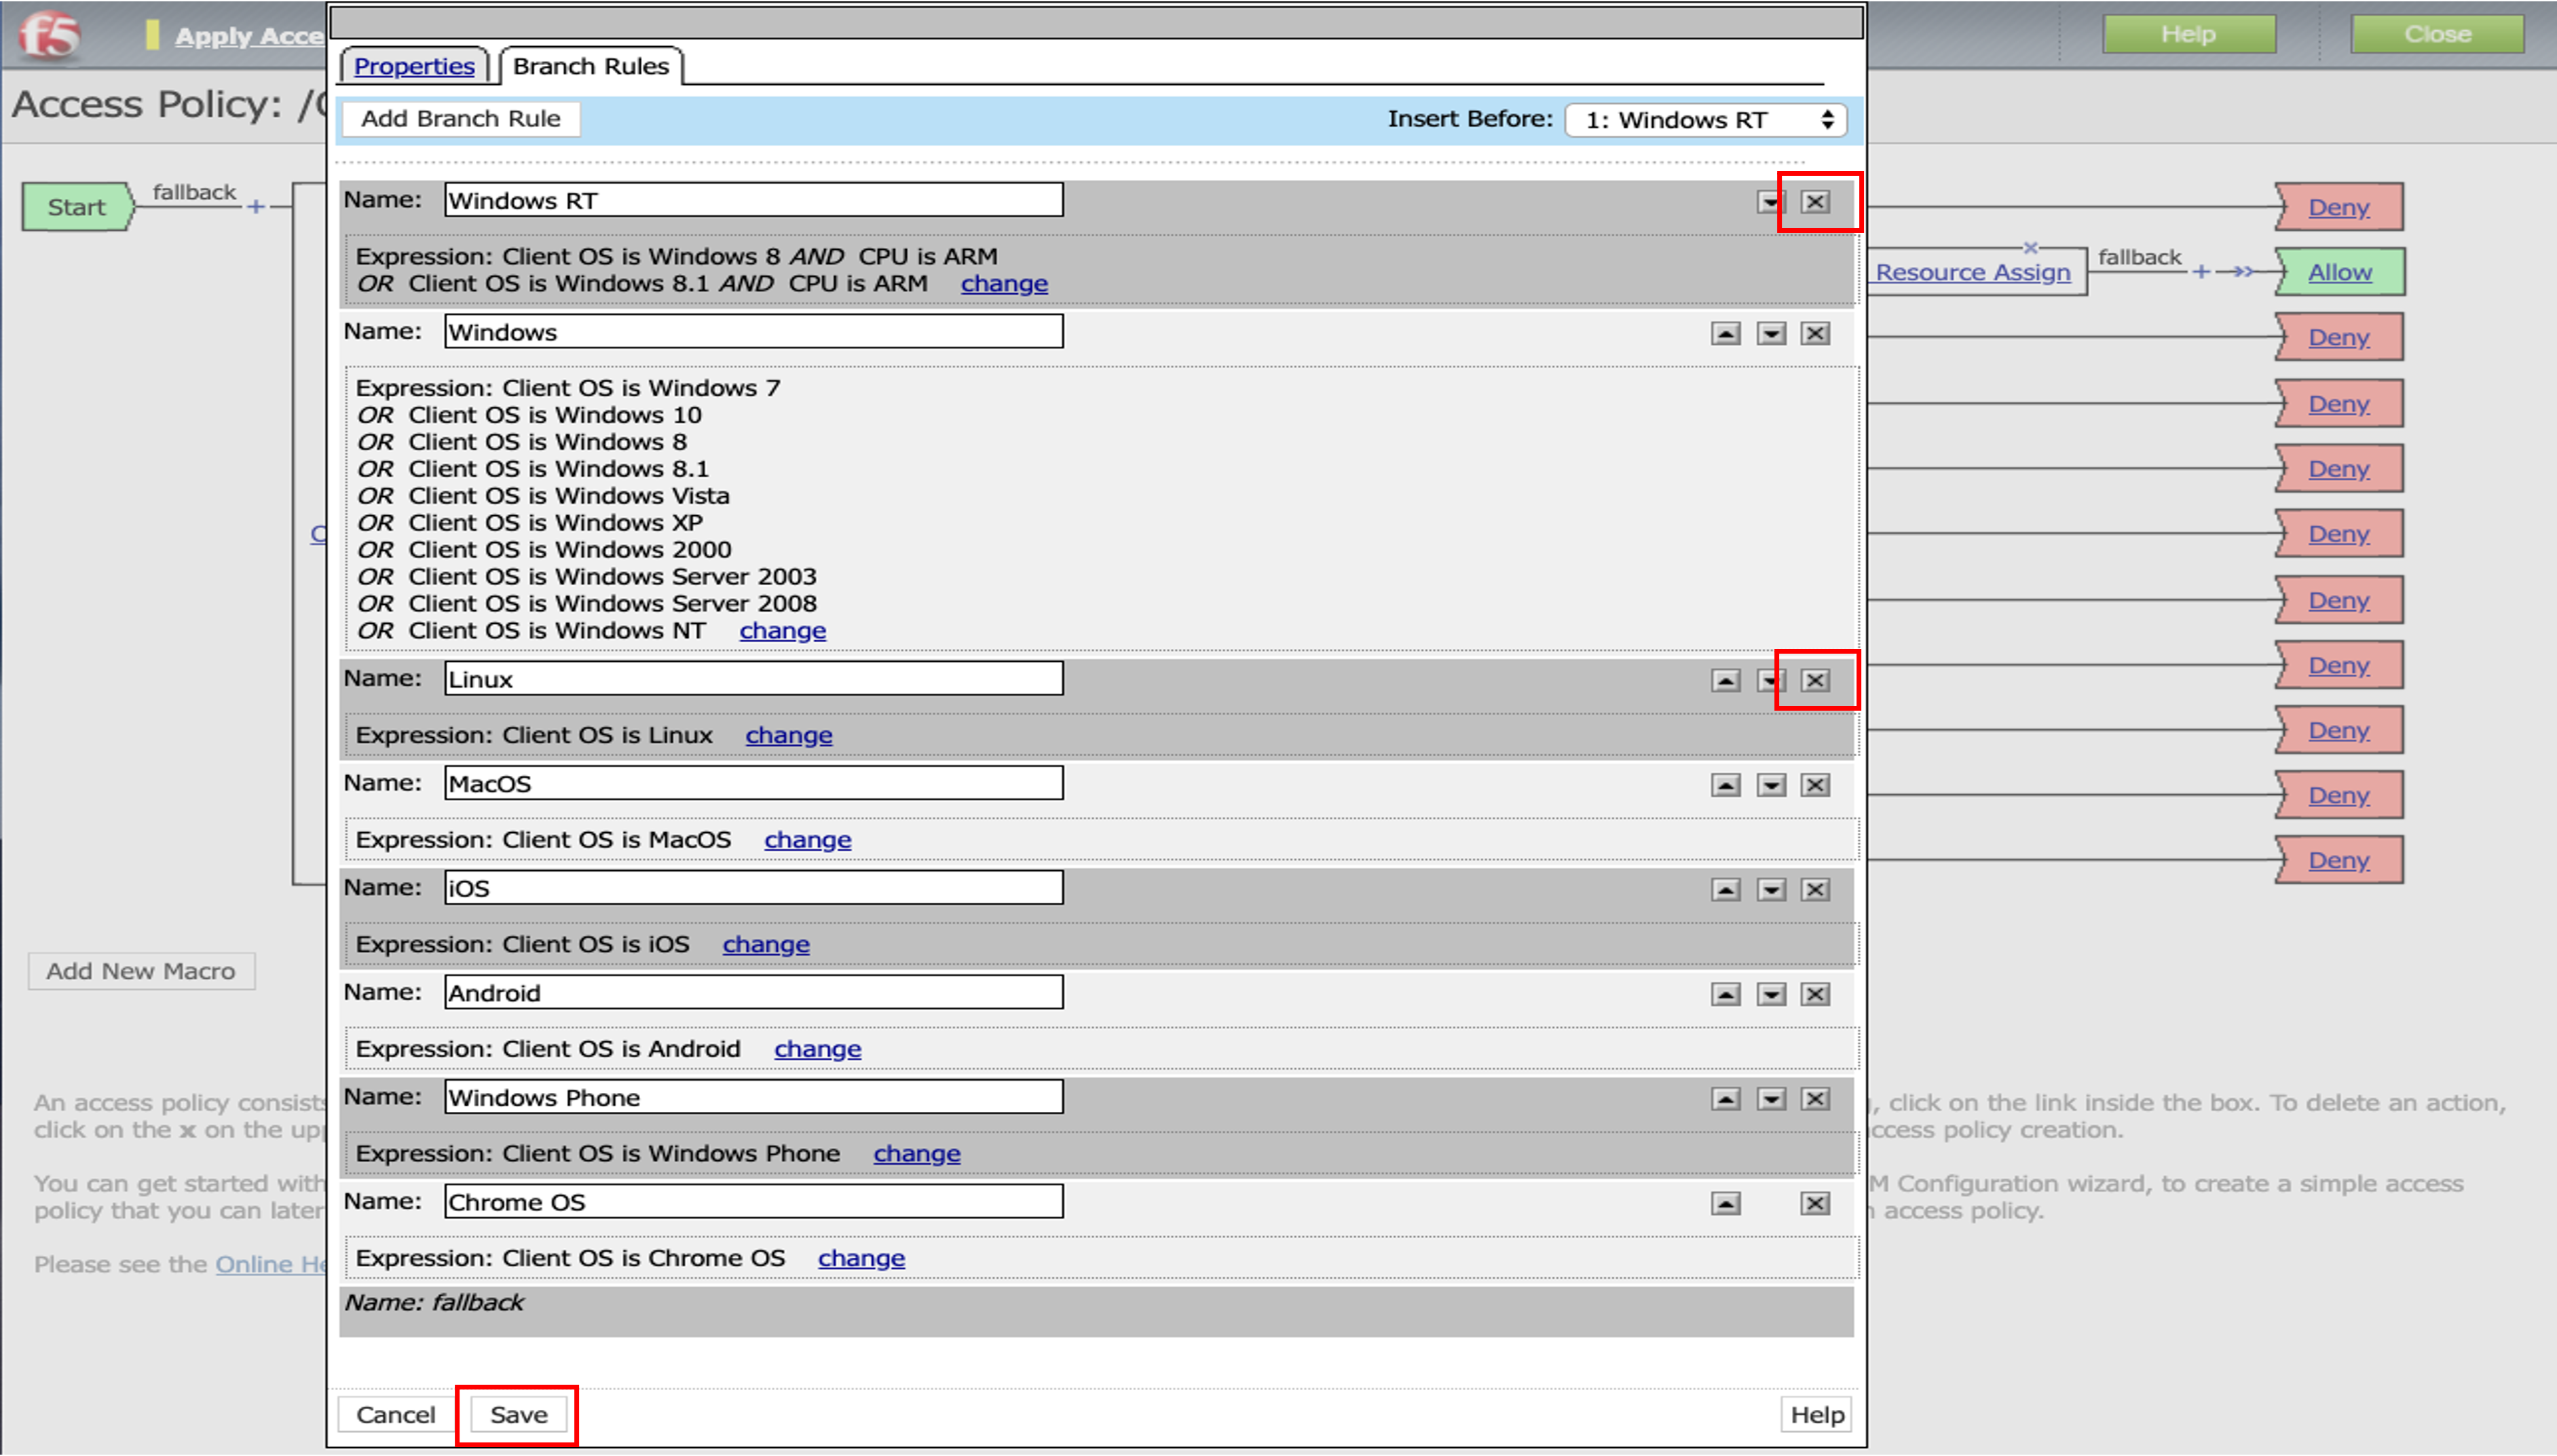 f5
Apply Acce
Help
Close
Properties
Branch Rules
Access Policy: /
Add Branch Rule
Insert Before:
1: Windows RT
Start
fallback
+
Name:
Windows RT
Expression: Client OS is Windows 8 AND CPU is ARM
OR Client OS is Windows 8.1 AND CPU is ARM change
Name:
Windows
Expression: Client OS is Windows 7
OR Client OS is Windows 10
OR Client OS is Windows 8
OR Client OS is Windows 8.1
OR Client OS is Windows Vista
OR Client OS is Windows XP
OR Client OS is Windows 2000
OR Client OS is Windows Server 2003
OR Client OS is Windows Server 2008
OR Client OS is Windows NT change
Name:
Linux
Expression: Client OS is Linux change
Name:
MacOS
Expression: Client OS is MacOS change
Name:
iOS
Expression: Client OS is iOS change
Name:
Android
Expression: Client OS is Android change
Name:
Windows Phone
Expression: Client OS is Windows Phone change
Name:
Chrome OS
Expression: Client OS is Chrome OS change
Name: fallback
Cancel
Save
Help
Deny
Resource Assign
fallback
+
Allow
Deny
Deny
Deny
Deny
Deny
Deny
Deny
Deny
Deny
Add New Macro
An access policy consists
click on the x on the up
You can get started with
policy that you can later
Please see the Online He
, click on the link inside the box. To delete an action,
ccess policy creation.
M Configuration wizard, to create a simple access
access policy.